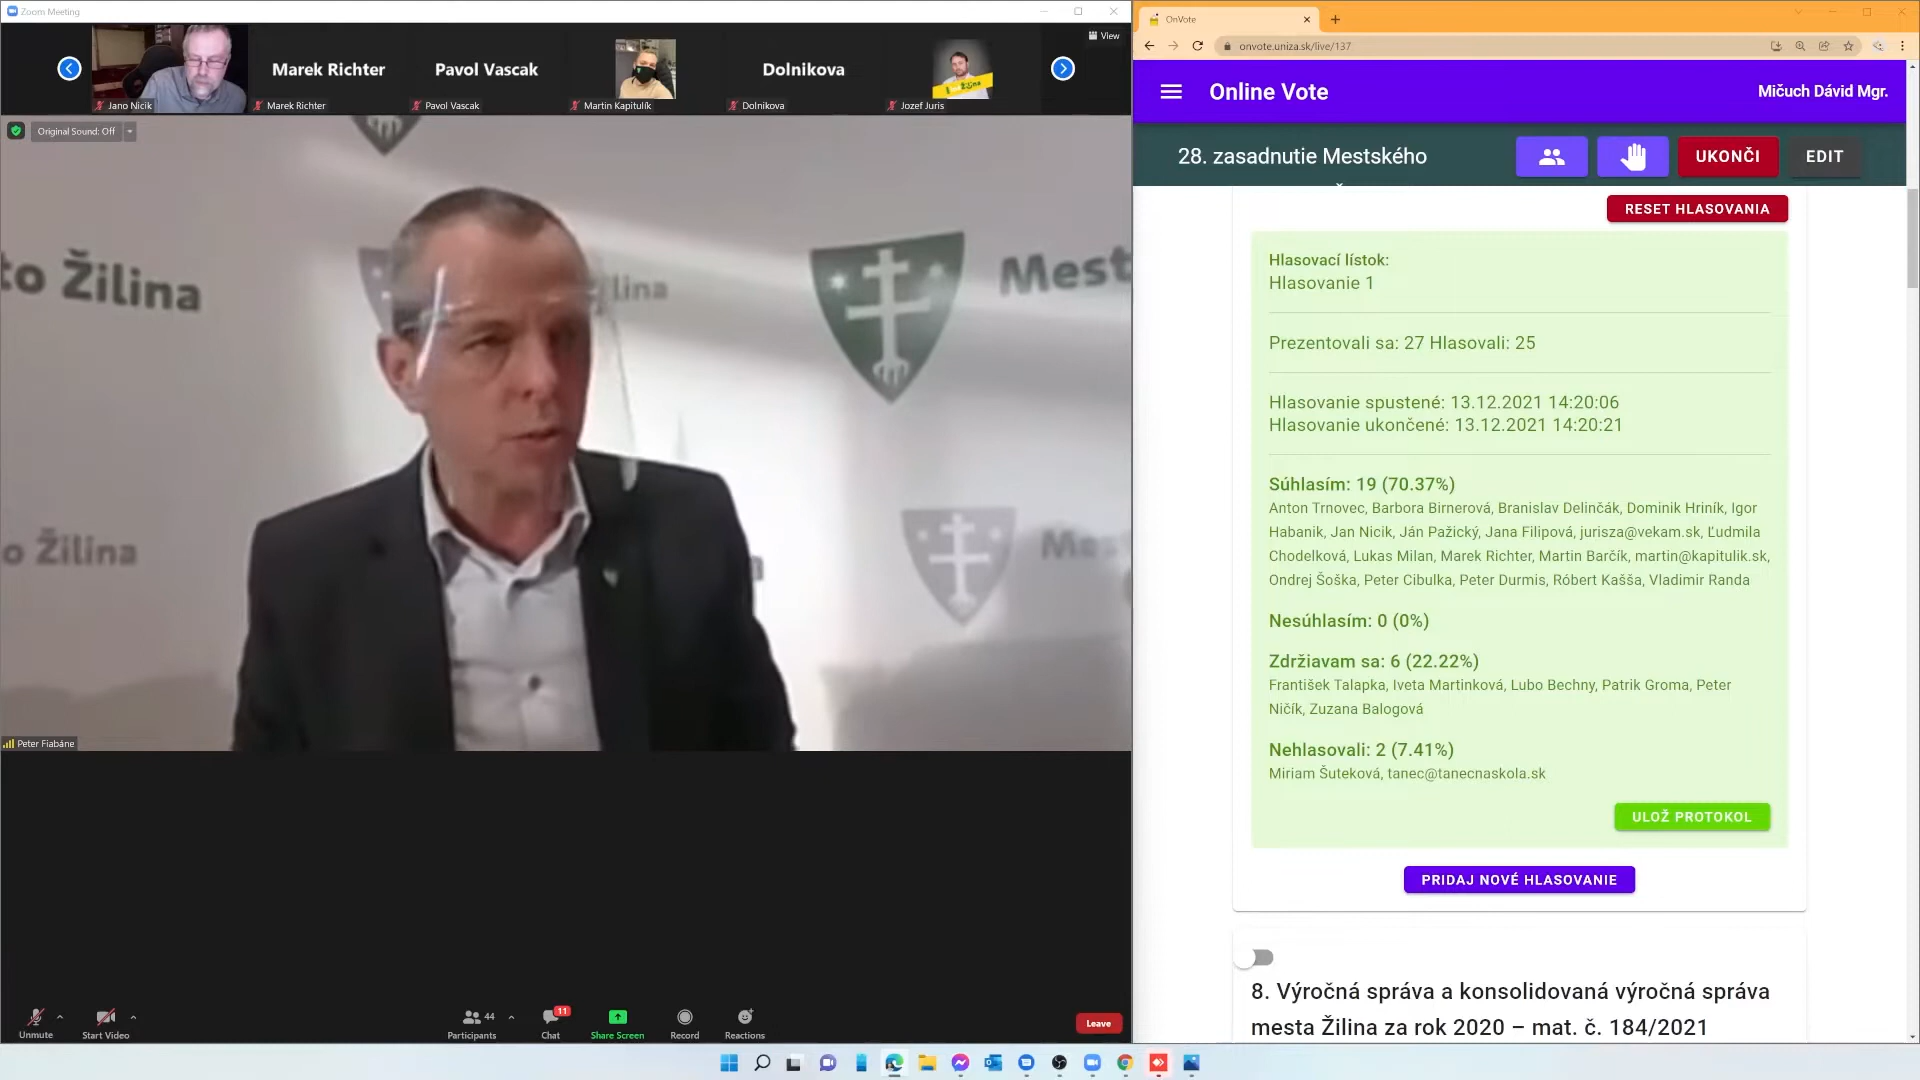 Zoom Meeting
View
Jano Nicik
Marek Richter
Marek Richter
Pavol Vascak
Pavol Vascak
Martin Kapitulík
Dolnikova
Dolnikova
Jozef Juris
Original Sound: Off
to Žilina
lina
Mest
o Žilina
Mes
Peter Fiabáne
Unmute
Start Video
44
Participants
11
Chat
Share Screen
Record
Reactions
Leave
OnVote
onvote.uniza.sk/live/137
Online Vote
Mičuch Dávid Mgr.
28. zasadnutie Mestského
UKONČI
EDIT
RESET HLASOVANIA
Hlasovací lístok:
Hlasovanie 1
Prezentovali sa: 27 Hlasovali: 25
Hlasovanie spustené: 13.12.2021 14:20:06
Hlasovanie ukončené: 13.12.2021 14:20:21
Súhlasím: 19 (70.37%)
Anton Trnovec, Barbora Birnerová, Branislav Delinčák, Dominik Hriník, Igor
Habanik, Jan Nicik, Ján Pažický, Jana Filipová, jurisza@vekam.sk, Ľudmila
Chodelková, Lukas Milan, Marek Richter, Martin Barčík, martin@kapitulik.sk,
Ondrej Šoška, Peter Cibulka, Peter Durmis, Róbert Kašša, Vladimir Randa
Nesúhlasím: 0 (0%)
Zdržiavam sa: 6 (22.22%)
František Talapka, Iveta Martinková, Lubo Bechny, Patrik Groma, Peter
Ničík, Zuzana Balogová
Nehlasovali: 2 (7.41%)
Miriam Šuteková, tanec@tanecnaskola.sk
ULOŽ PROTOKOL
PRIDAJ NOVÉ HLASOVANIE
8. Výročná správa a konsolidovaná výročná správa
mesta Žilina za rok 2020 – mat. č. 184/2021